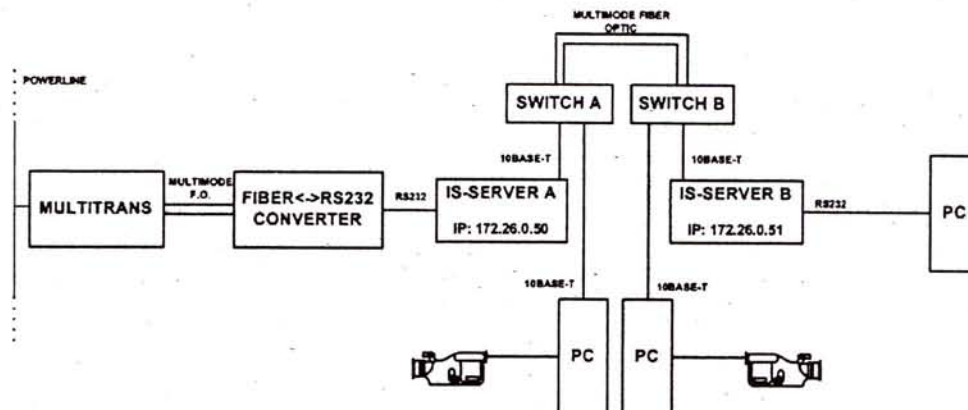 MULTIMODE FIBER
OPTIC
POWERLINE
SWITCH A
SWITCH B
10BASE-T
10BASE-T
MULTITRANS
MULTIMODE
F.O.
FIBER<->RS232
CONVERTER
RS232
IS-SERVER A
IP: 172.26.0.50
IS-SERVER B
IP: 172.26.0.51
RS232
PC
10BASE-T
10BASE-T
PC
PC